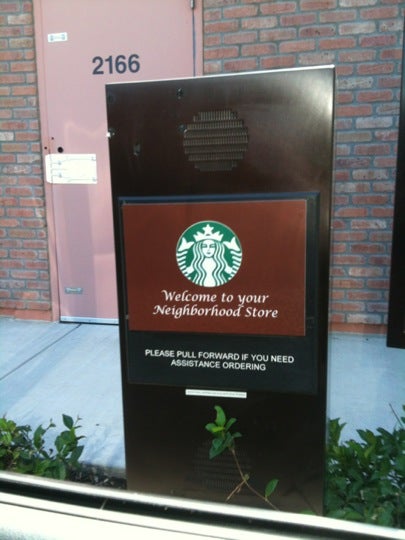 2166
Welcome to your
Neighborhood Store
PLEASE PULL FORWARD IF YOU NEED
ASSISTANCE ORDERING